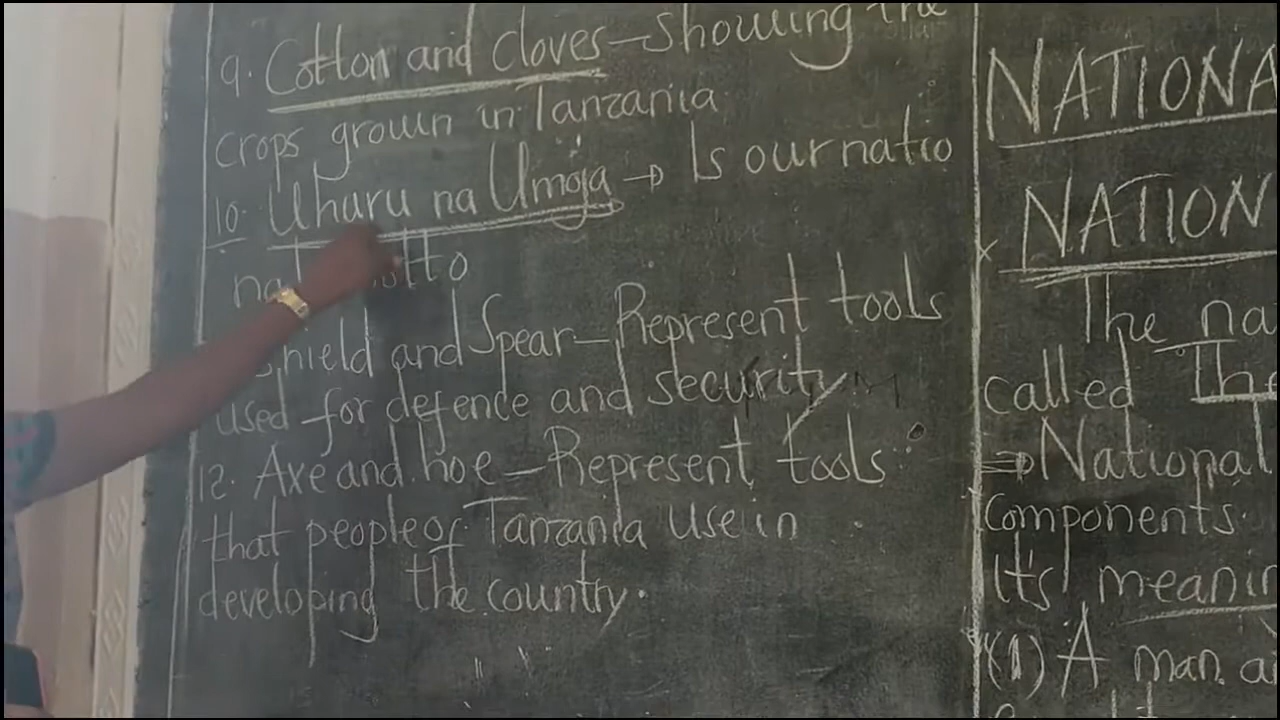 9. Cotton and Cloves - Showing the
crops grown in Tanzania
10. Uhuru na Umoja → Is our natio
nal motto
Shield and Spear - Represent tools
used for defence and security
12. Axe and hoe - Represent tools
that people of Tanzania use in
developing the country.
NATIONA
NATION
The na
called The
⇒ National
Components.
It's meanin
(1) A man a